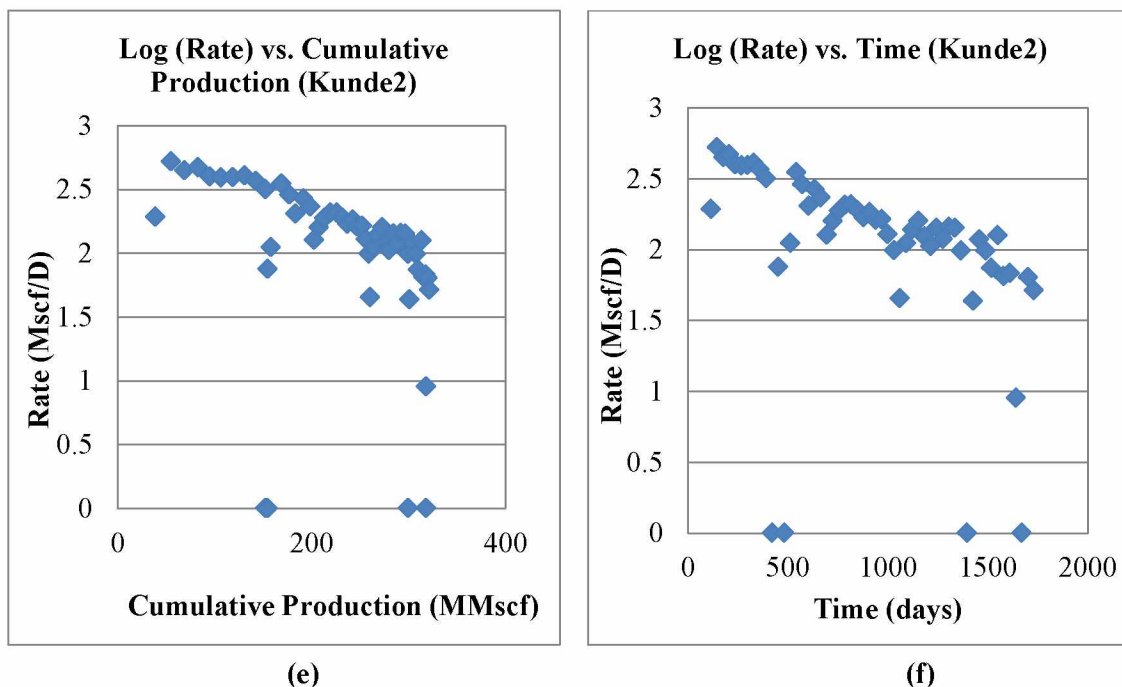 Log (Rate) vs. Cumulative
Production (Kunde2)
3
2.5
2
1.5
1
0.5
0
Rate (Mscf/D)
0
200
400
Cumulative Production (MMscf)
(e)
Log (Rate) vs. Time (Kunde2)
3
2.5
2
1.5
1
0.5
0
Rate (Mscf/D)
0
500
1000
1500
2000
Time (days)
(f)